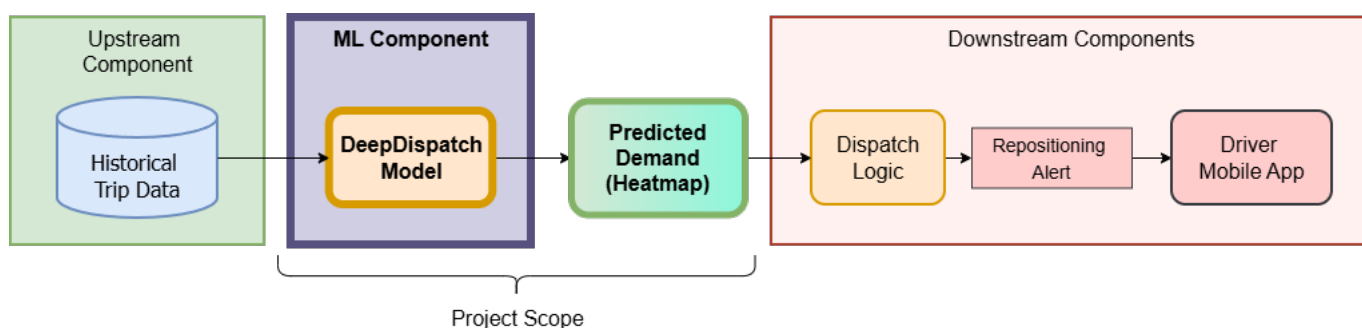 Upstream
Component
Historical
Trip Data
ML Component
DeepDispatch
Model
Predicted
Demand
(Heatmap)
Downstream Components
Dispatch
Logic
Repositioning
Alert
Driver
Mobile App
Project Scope